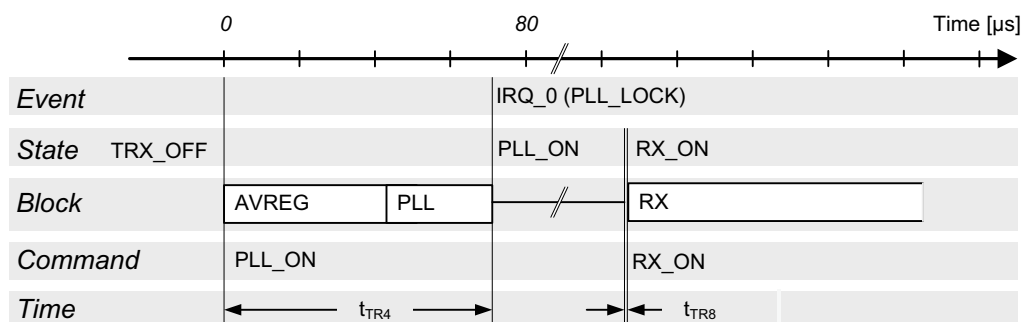 0 80 Time [µs]
Event IRQ_0 (PLL_LOCK)
State TRX_OFF PLL_ON RX_ON
Block AVREG PLL RX
Command PLL_ON RX_ON
Time tTR4 tTR8